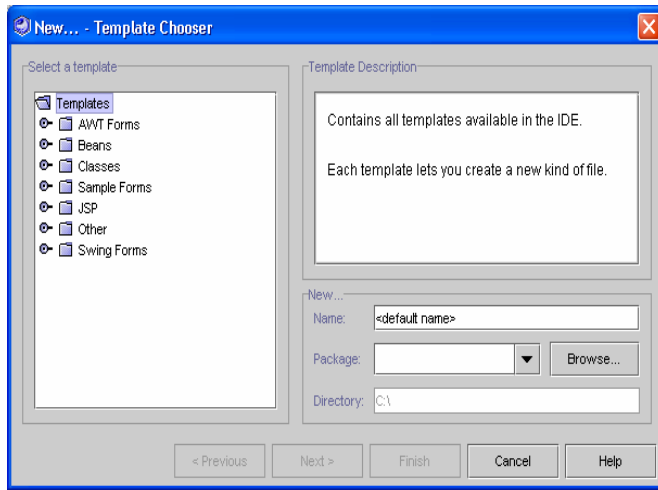 New... - Template Chooser
Select a template
Templates
AWT Forms
Beans
Classes
Sample Forms
JSP
Other
Swing Forms
Template Description
Contains all templates available in the IDE.
Each template lets you create a new kind of file.
New...
Name: <default name>
Package: Browse...
Directory: C:\
< Previous Next > Finish Cancel Help